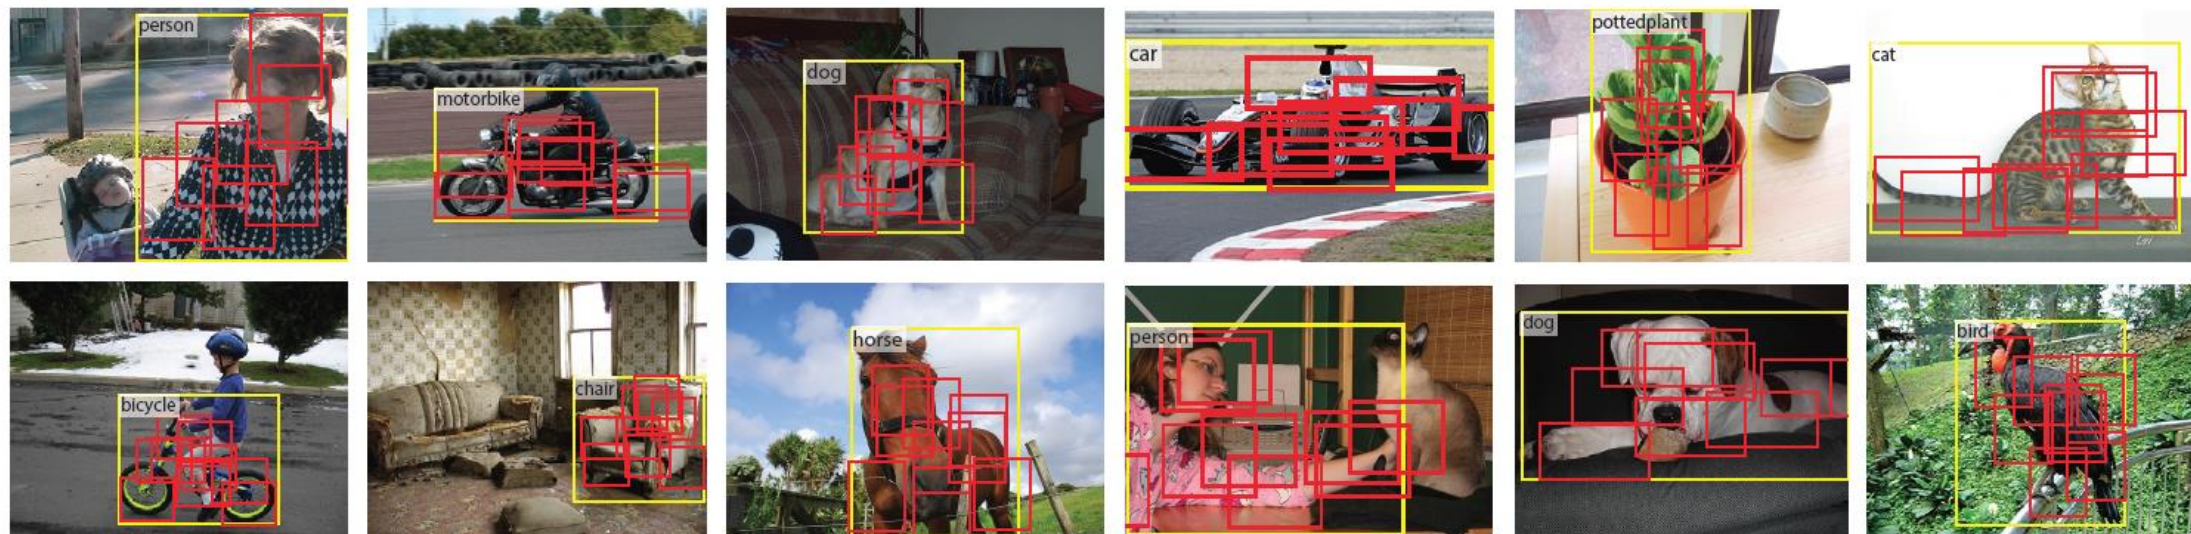 person
motorbike
dog
car
pottedplant
cat
bicycle
chair
horse
person
dog
bird